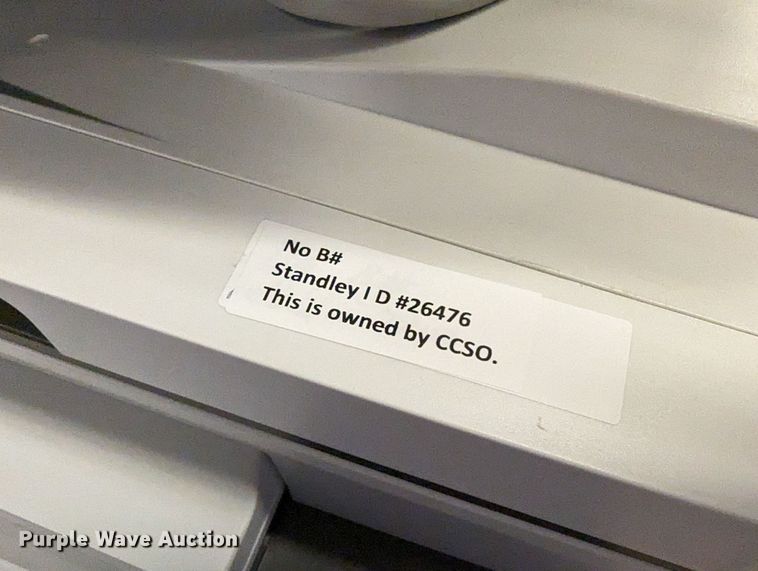 No B#
Standley I D #26476
This is owned by CCSO.
Purple Wave Auction